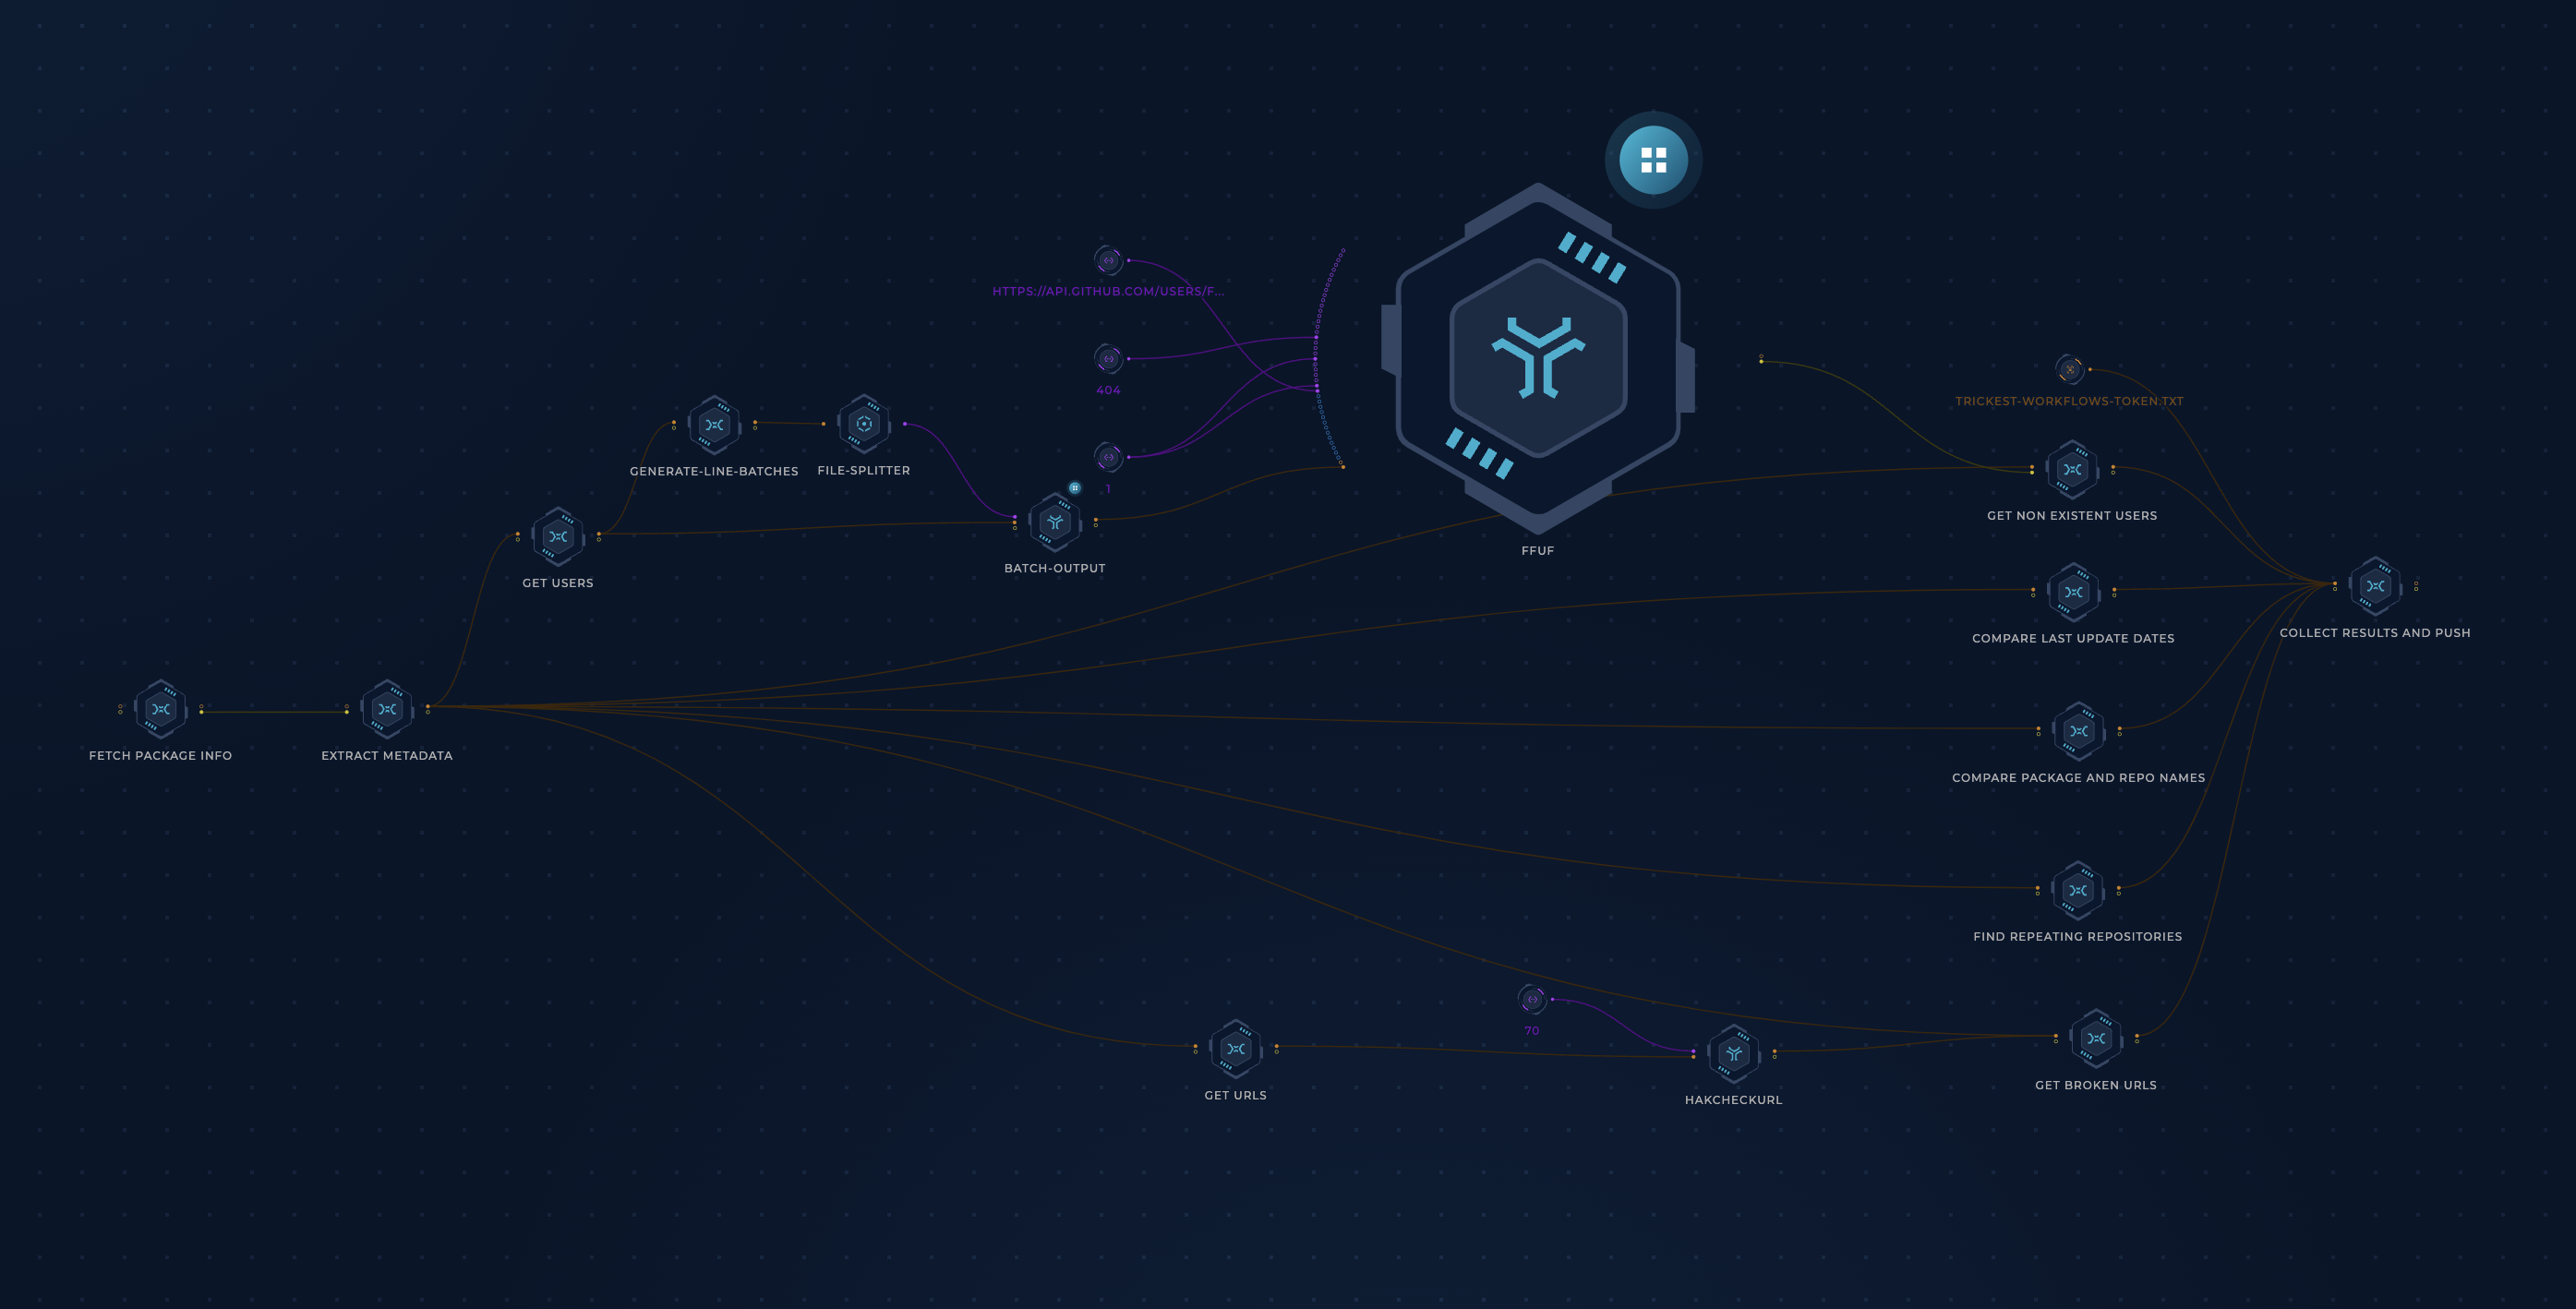 HTTPS://API.GITHUB.COM/USERS/F...
404
1
TRICKEST-WORKFLOWS-TOKEN.TXT
GENERATE-LINE-BATCHES
FILE-SPLITTER
GET NON EXISTENT USERS
FFUF
BATCH-OUTPUT
GET USERS
COMPARE LAST UPDATE DATES
COLLECT RESULTS AND PUSH
FETCH PACKAGE INFO
EXTRACT METADATA
COMPARE PACKAGE AND REPO NAMES
FIND REPEATING REPOSITORIES
70
GET URLS
HAKCHECKURL
GET BROKEN URLS